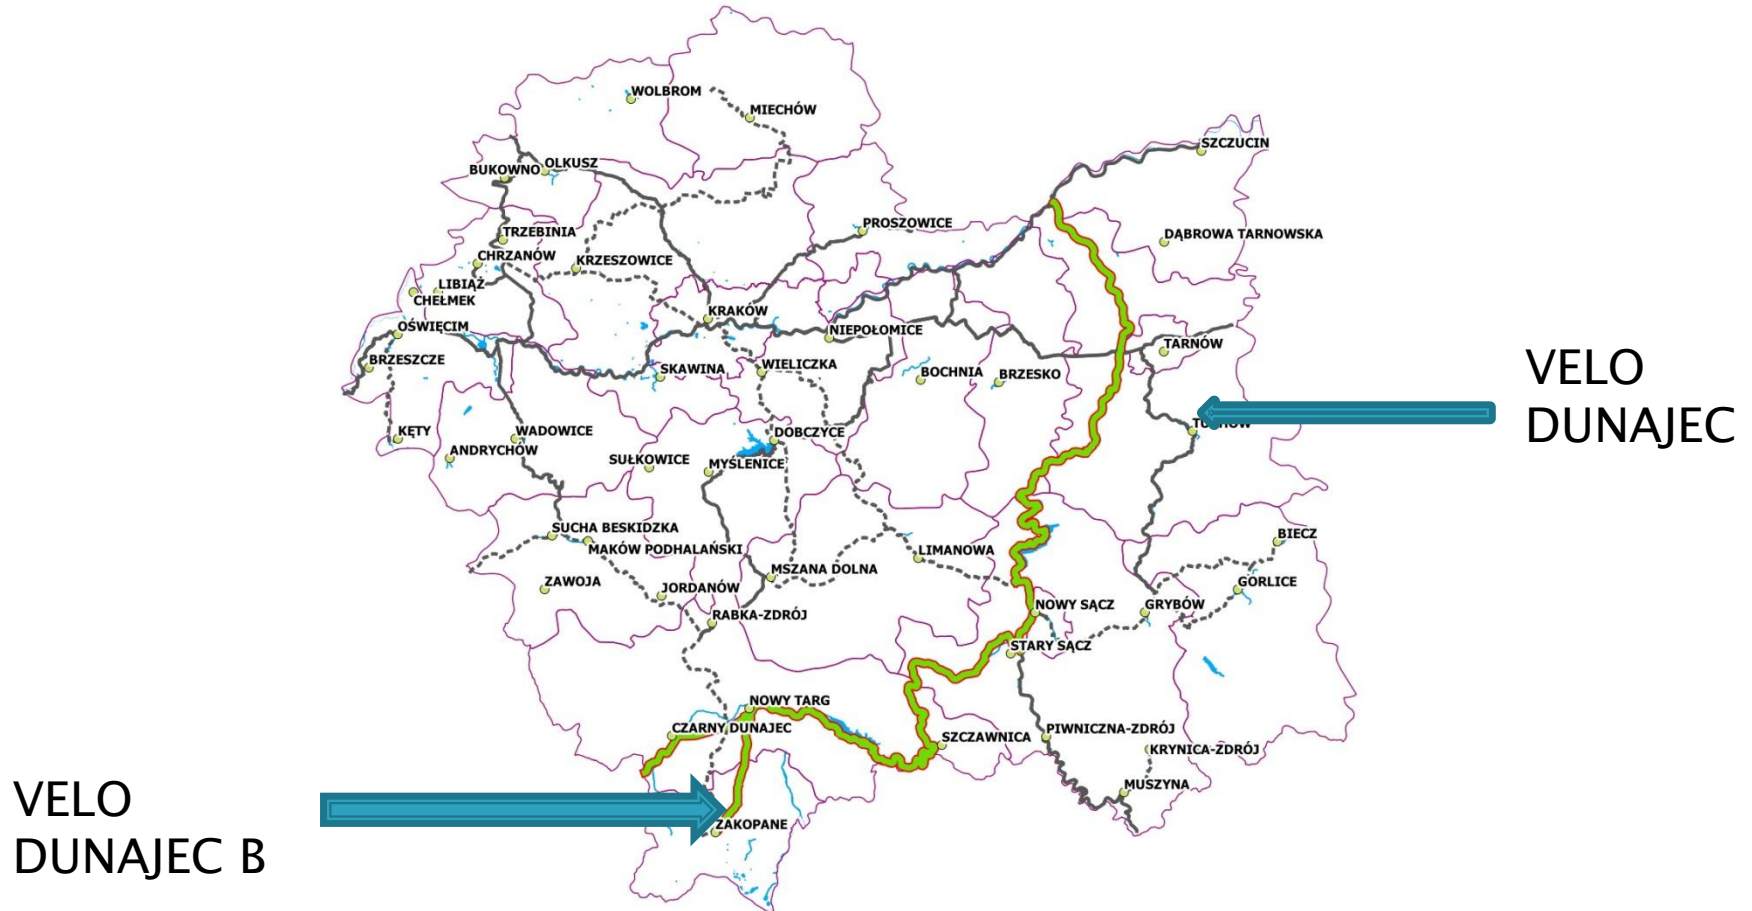 WOLBROM
MIECHÓW
SZCZUCIN
BUKOWNO
OLKUSZ
PROSZOWICE
TRZEBINIA
DĄBROWA TARNOWSKA
CHRZANÓW
KRZESZOWICE
LIBIĄŻ
CHEŁMEK
KRAKÓW
OŚWIĘCIM
NIEPOŁOMICE
TARNÓW
BRZESZCZE
SKAWINA
WIELICZKA
BOCHNIA
BRZESKO
VELO
DUNAJEC
KĘTY
WADOWICE
DOBCZYCE
TUCHÓW
ANDRYCHÓW
SUŁKOWICE
MYŚLENICE
SUCHA BESKIDZKA
BIECZ
MAKÓW PODHALAŃSKI
LIMANOWA
ZAWOJA
JORDANÓW
MSZANA DOLNA
GORLICE
RABKA-ZDRÓJ
NOWY SĄCZ
GRYBÓW
STARY SĄCZ
NOWY TARG
CZARNY DUNAJEC
SZCZAWNICA
PIWNICZNA-ZDRÓJ
KRYNICA-ZDRÓJ
MUSZYNA
VELO
DUNAJEC B
ZAKOPANE